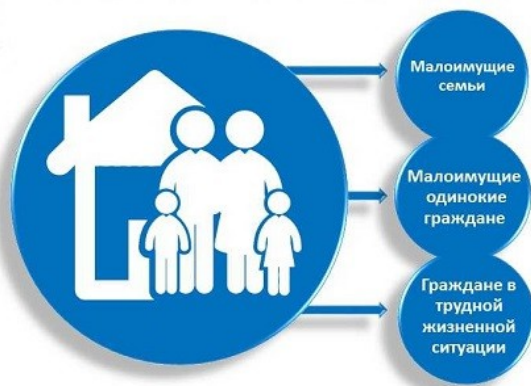 Малоимущие
семьи
Малоимущие
одинокие
граждане
Граждане в
трудной
жизненной
ситуации